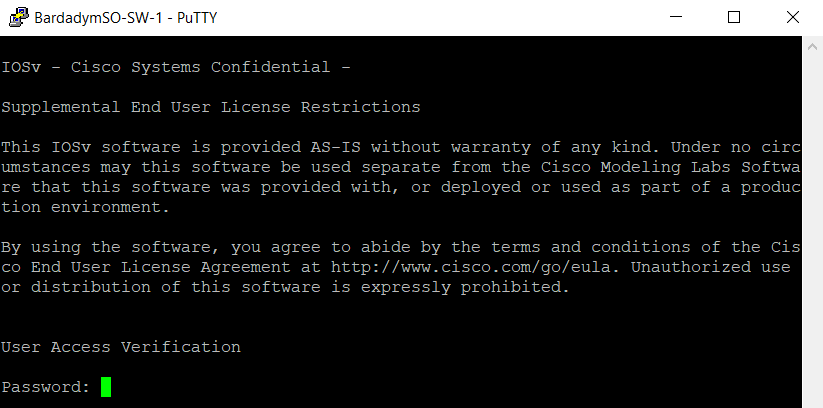 BardadymSO-SW-1 - PuTTY
IOSv - Cisco Systems Confidential -
Supplemental End User License Restrictions
This IOSv software is provided AS-IS without warranty of any kind. Under no circ
umstances may this software be used separate from the Cisco Modeling Labs Softwa
re that this software was provided with, or deployed or used as part of a produc
tion environment.
By using the software, you agree to abide by the terms and conditions of the Cis
co End User License Agreement at http://www.cisco.com/go/eula. Unauthorized use
or distribution of this software is expressly prohibited.
User Access Verification
Password: